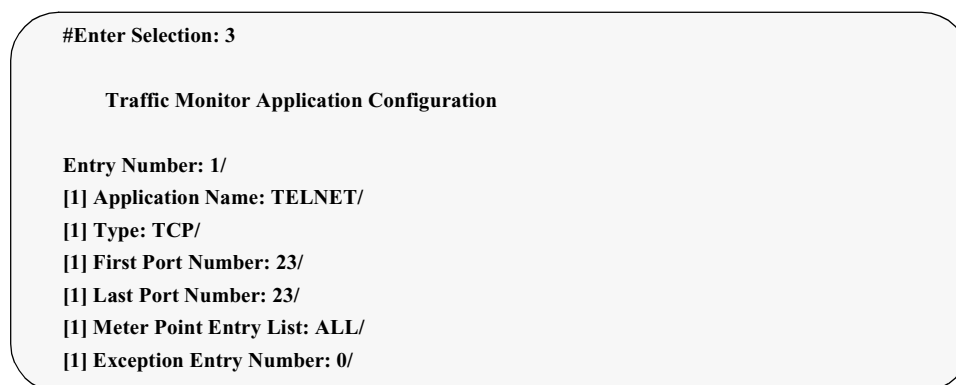 #Enter Selection: 3
Traffic Monitor Application Configuration
Entry Number: 1/
[1] Application Name: TELNET/
[1] Type: TCP/
[1] First Port Number: 23/
[1] Last Port Number: 23/
[1] Meter Point Entry List: ALL/
[1] Exception Entry Number: 0/